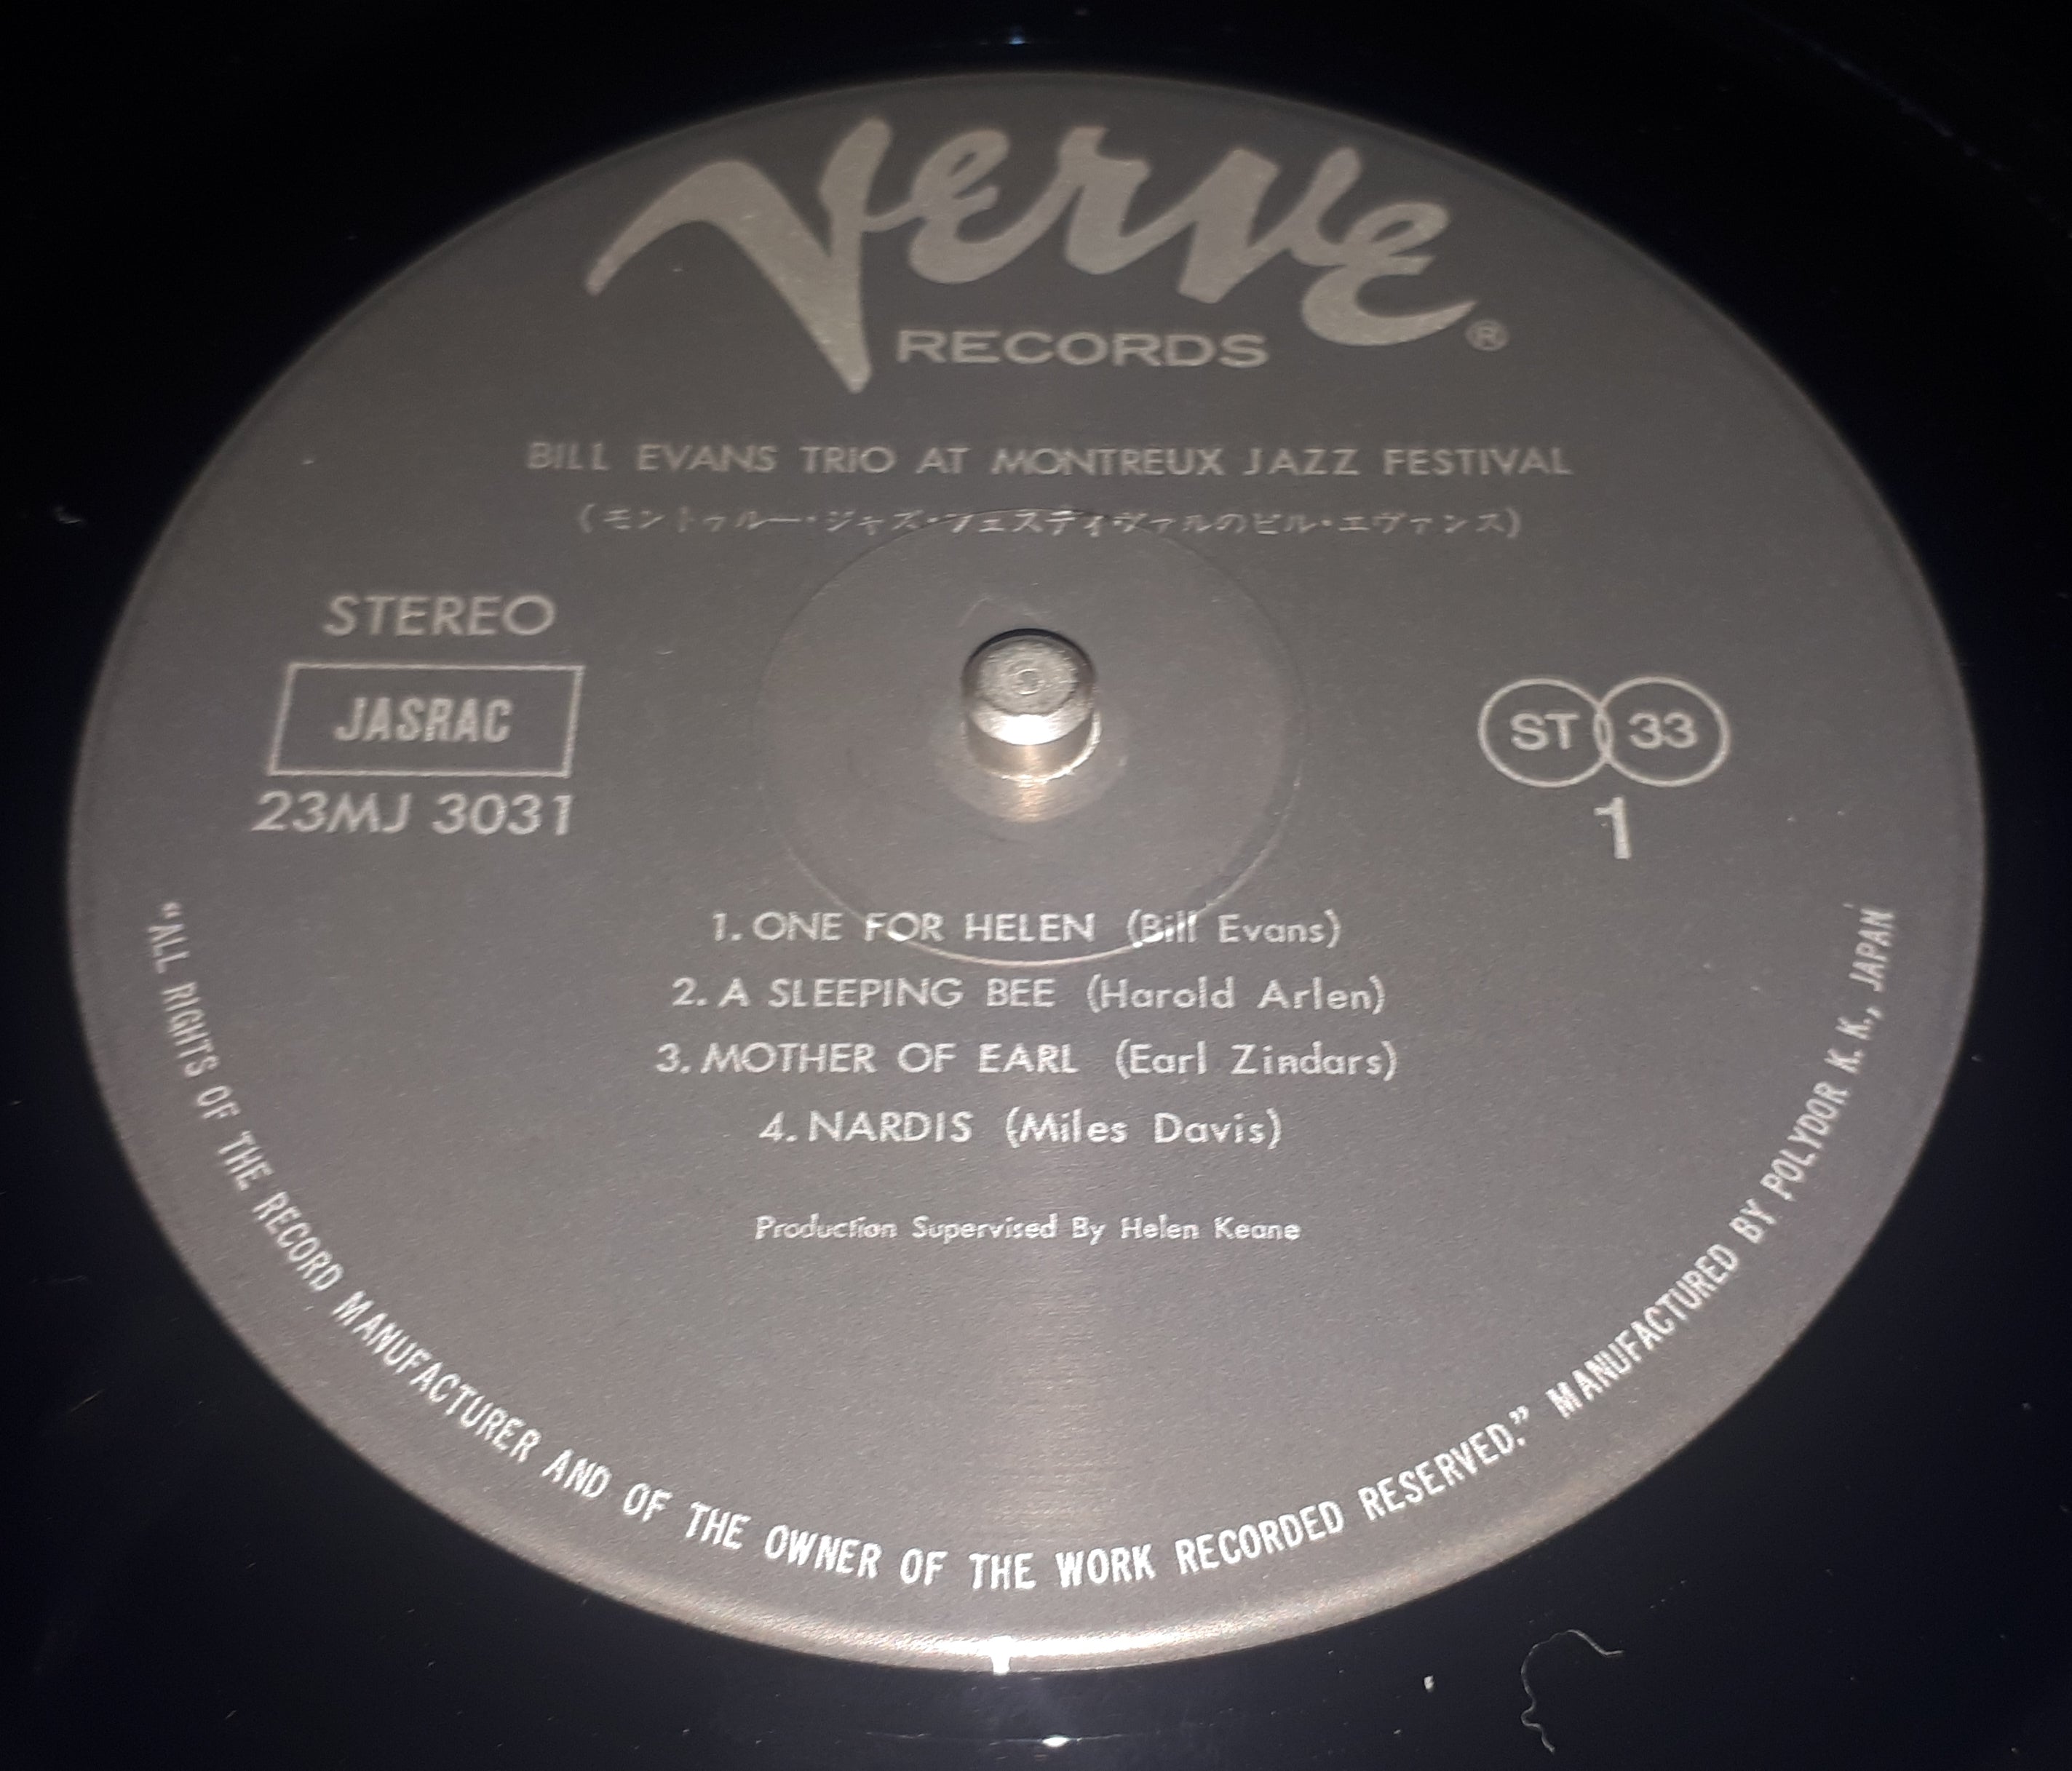 Verve
RECORDS
®
BILL EVANS TRIO AT MONTREUX JAZZ FESTIVAL
(モントゥルー・ジャズ・フェスティヴァルのビル・エヴァンス)
STEREO
JASRAC
23MJ 3031
ST 33
1
1. ONE FOR HELEN (Bill Evans)
2. A SLEEPING BEE (Harold Arlen)
3. MOTHER OF EARL (Earl Zindars)
4. NARDIS (Miles Davis)
Production Supervised By Helen Keane
“ALL RIGHTS OF THE RECORD MANUFACTURER AND OF THE OWNER OF THE WORK RECORDED RESERVED.” MANUFACTURED BY POLYDOR K. K., JAPAN